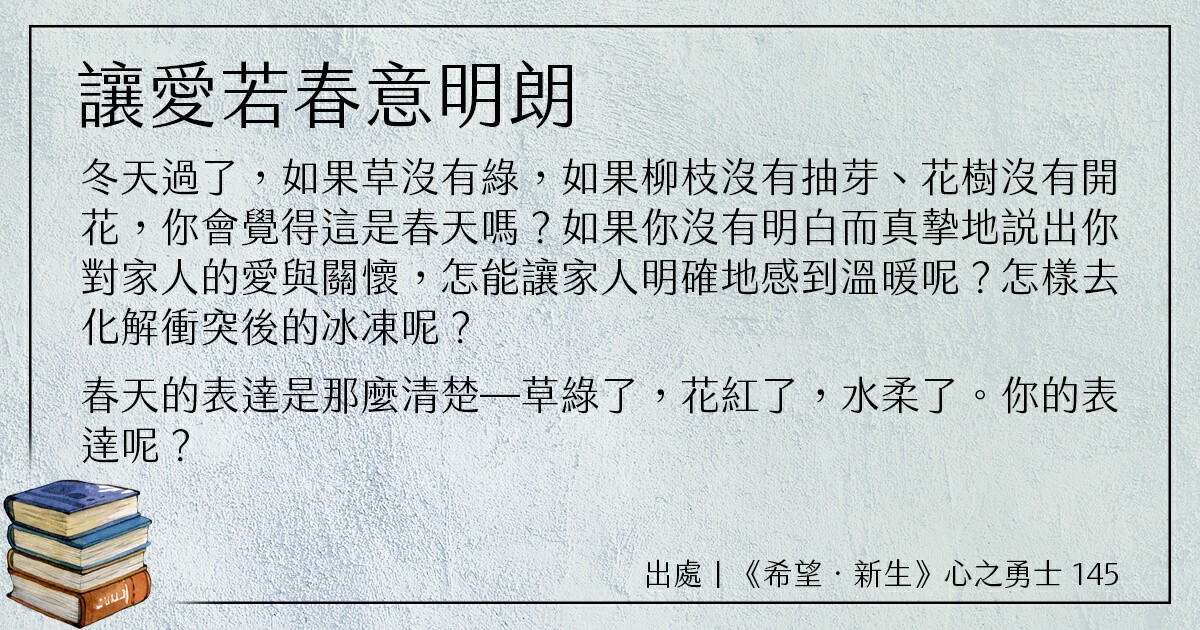 讓愛若春意明朗
冬天過了，如果草沒有綠，如果柳枝沒有抽芽、花樹沒有開
花，你會覺得這是春天嗎？如果你沒有明白而真摯地説出你
對家人的愛與關懷，怎能讓家人明確地感到溫暖呢？怎樣去
化解衝突後的冰凍呢？
春天的表達是那麼清楚—草綠了，花紅了，水柔了。你的表
達呢？
出處 | 《希望．新生》心之勇士 145